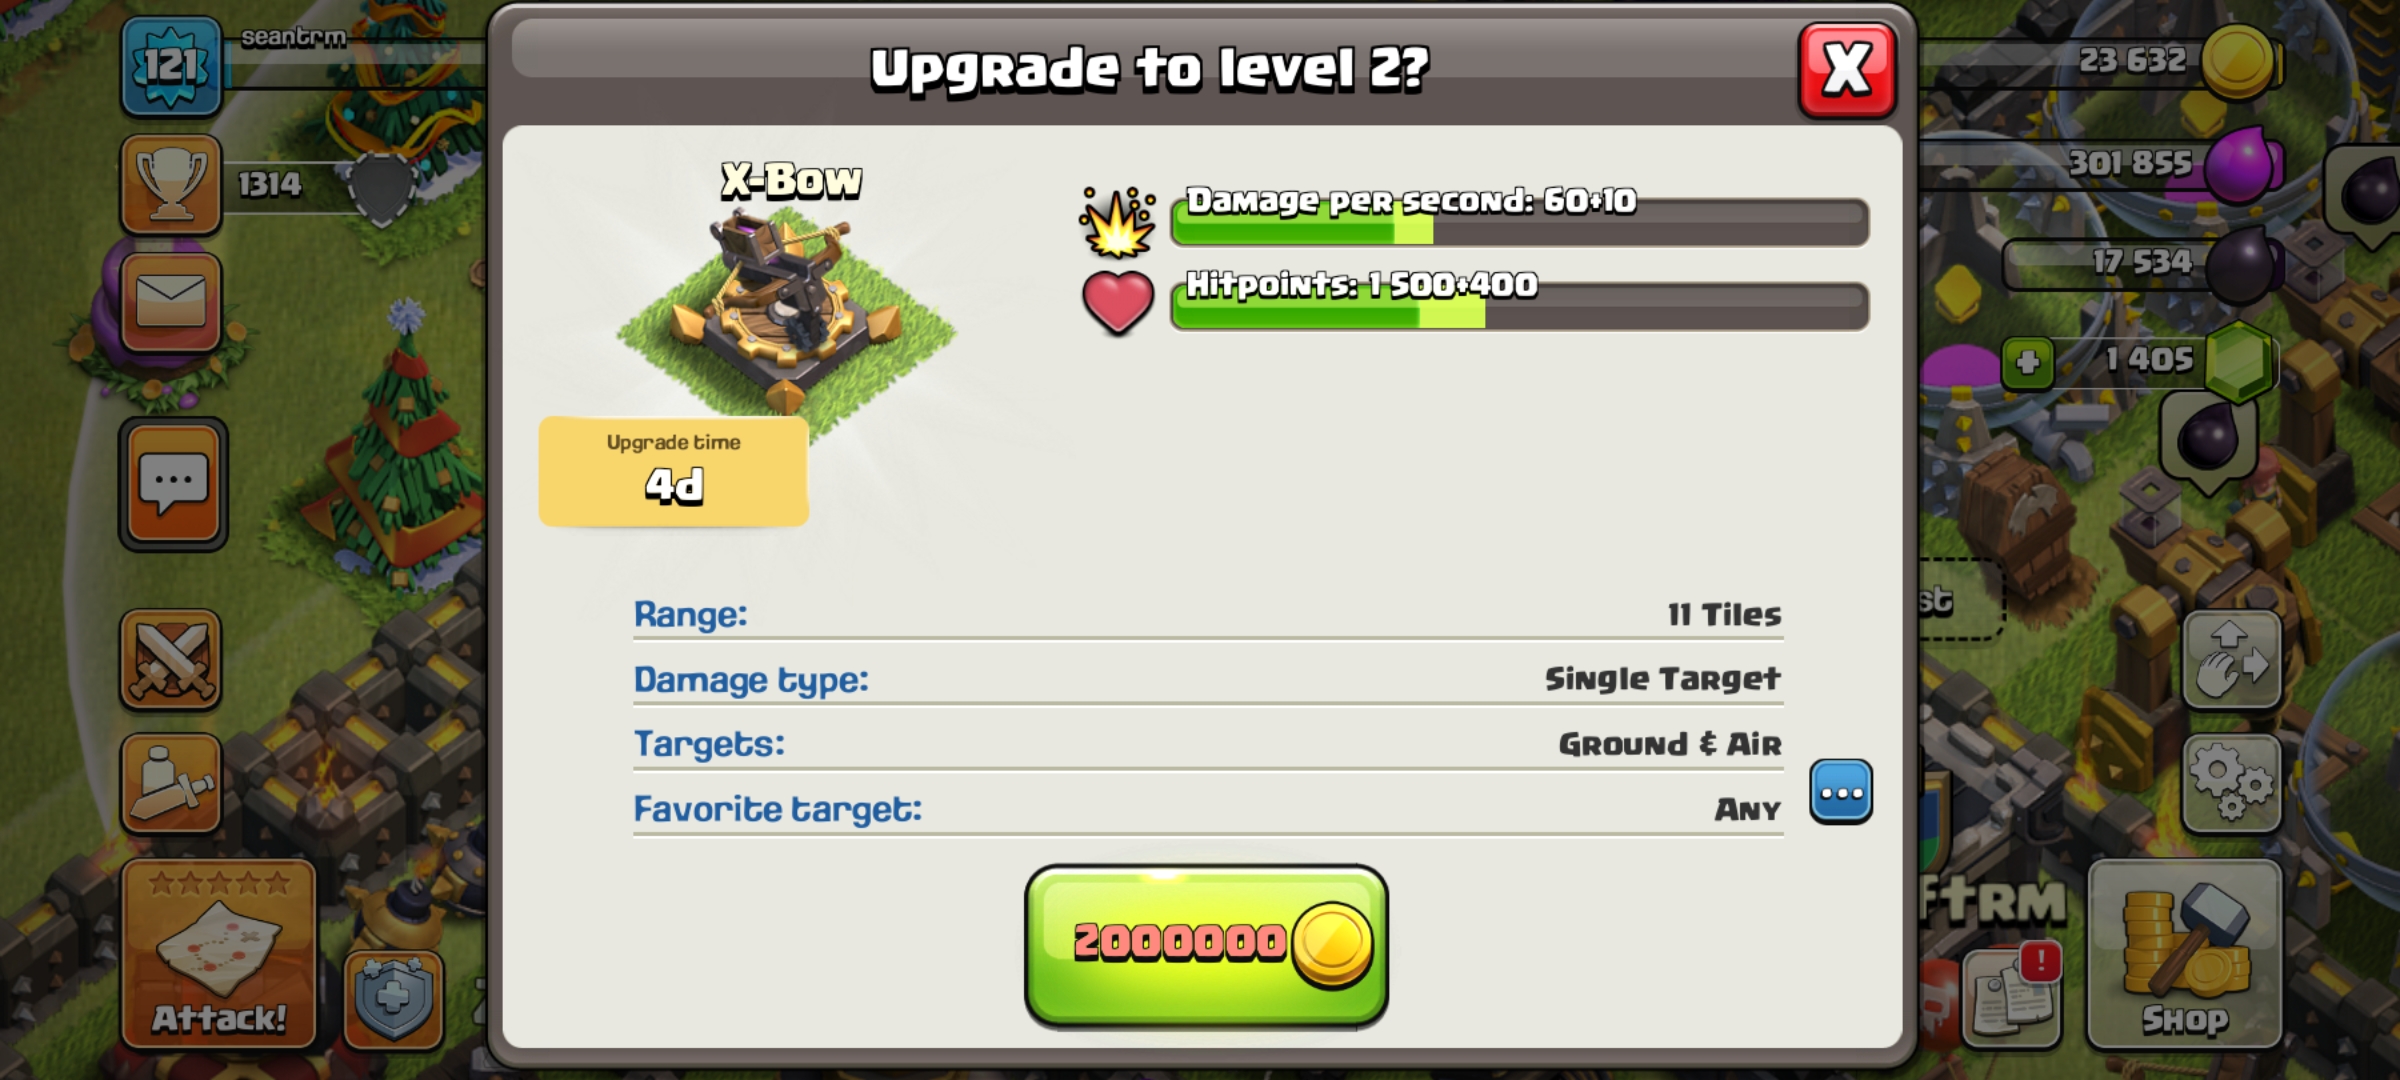 121
seantrm
1314
Upgrade to level 2?
X
23 632
301 855
17 534
1 405
X-Bow
Damage per second: 60+10
Hitpoints: 1 500+400
Upgrade time
4d
Range: 11 Tiles
Damage type: Single Target
Targets: Ground & Air
Favorite target: Any
2000000
Attack!
Shop
!